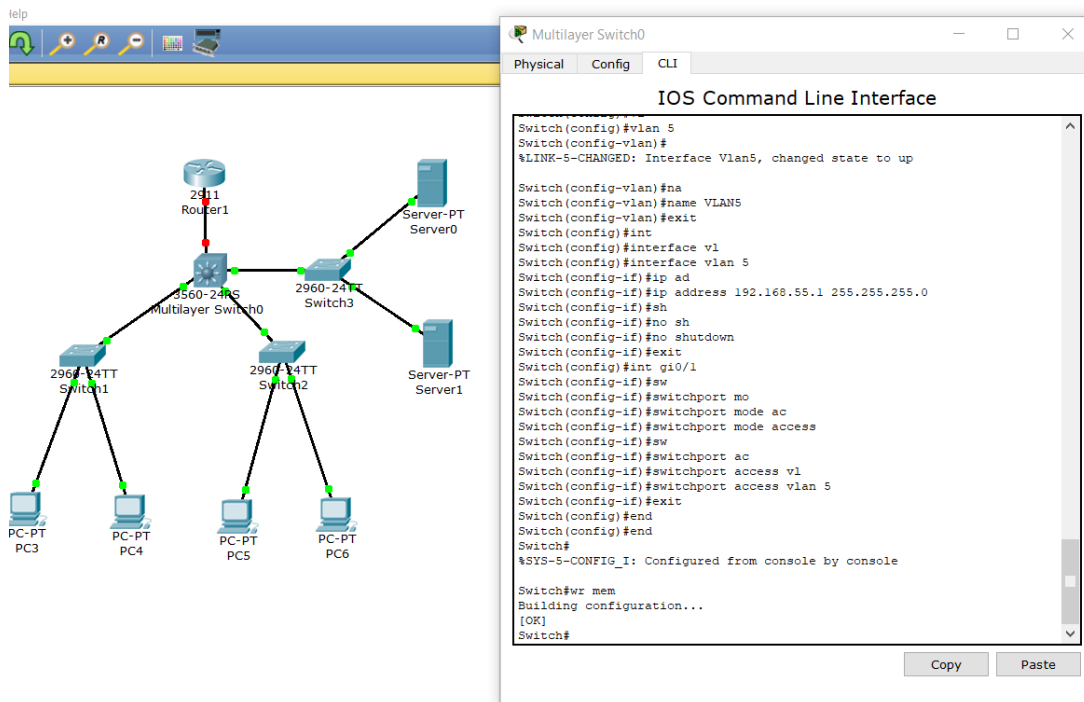 Help
2911
Router1
Server-PT
Server0
3560-24PS
Multilayer Switch0
2960-24TT
Switch3
2960-24TT
Switch1
2960-24TT
Switch2
Server-PT
Server1
PC-PT
PC3
PC-PT
PC4
PC-PT
PC5
PC-PT
PC6
Multilayer Switch0
Physical
Config
CLI
IOS Command Line Interface
Switch(config)#vlan 5
Switch(config-vlan)#
%LINK-5-CHANGED: Interface Vlan5, changed state to up
Switch(config-vlan)#na
Switch(config-vlan)#name VLAN5
Switch(config-vlan)#exit
Switch(config)#int
Switch(config)#interface vl
Switch(config)#interface vlan 5
Switch(config-if)#ip ad
Switch(config-if)#ip address 192.168.55.1 255.255.255.0
Switch(config-if)#sh
Switch(config-if)#no sh
Switch(config-if)#no shutdown
Switch(config-if)#exit
Switch(config)#int gi0/1
Switch(config-if)#sw
Switch(config-if)#switchport mo
Switch(config-if)#switchport mode ac
Switch(config-if)#switchport mode access
Switch(config-if)#sw
Switch(config-if)#switchport ac
Switch(config-if)#switchport access vl
Switch(config-if)#switchport access vlan 5
Switch(config-if)#exit
Switch(config)#end
Switch(config)#end
Switch#
%SYS-5-CONFIG_I: Configured from console by console
Switch#wr mem
Building configuration...
[OK]
Switch#
Copy
Paste